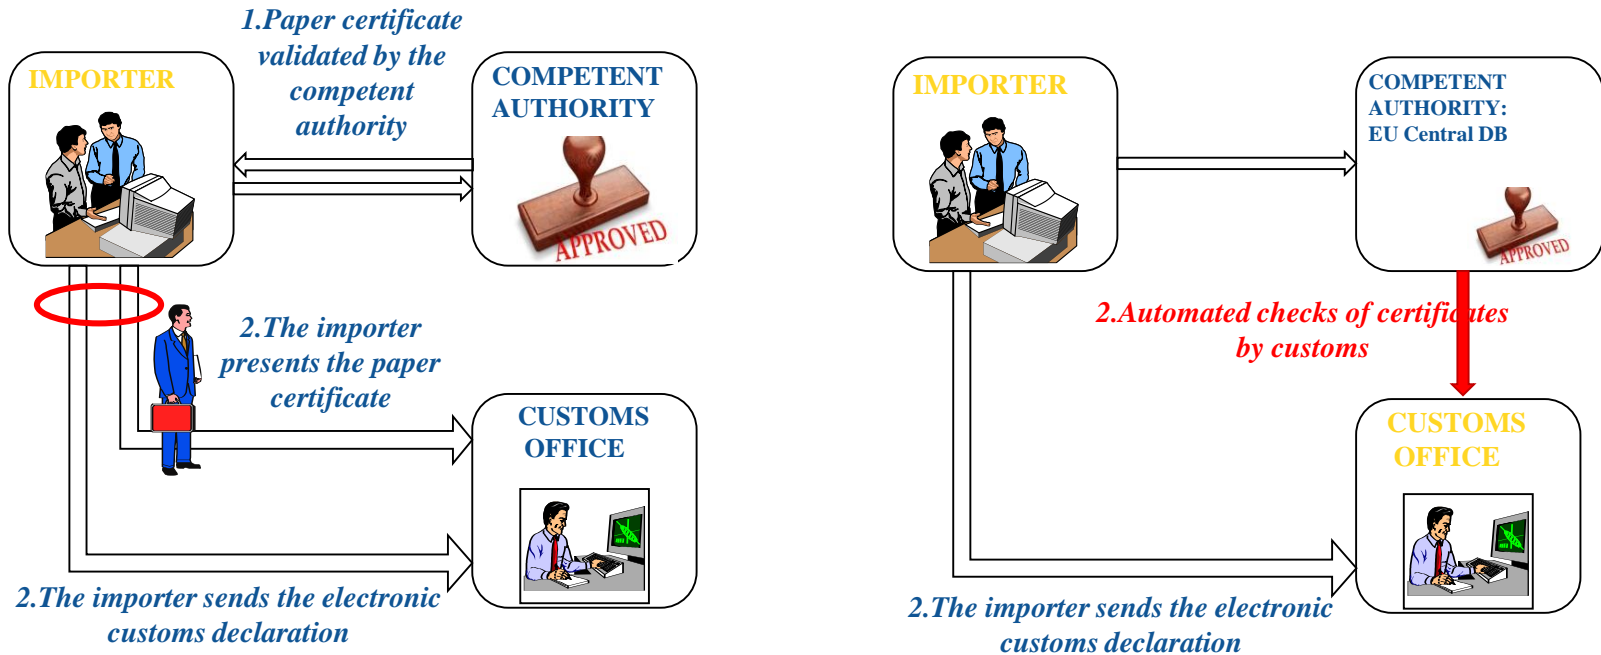 1.Paper certificate
validated by the
competent
authority
IMPORTER
COMPETENT
AUTHORITY
APPROVED
2.The importer
presents the paper
certificate
CUSTOMS
OFFICE
2.The importer sends the electronic
customs declaration
IMPORTER
COMPETENT
AUTHORITY:
EU Central DB
APPROVED
2.Automated checks of certificates
by customs
CUSTOMS
OFFICE
2.The importer sends the electronic
customs declaration